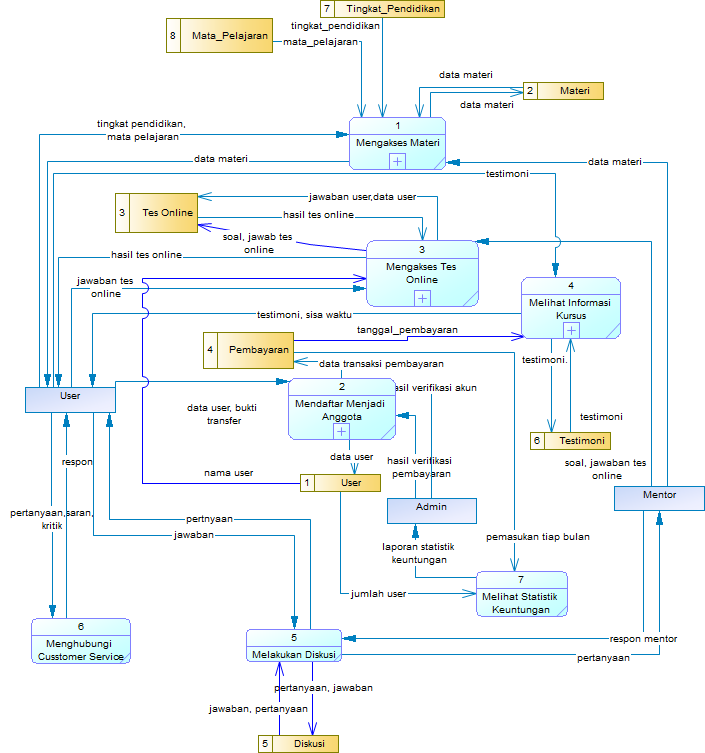 7 Tingkat_Pendidikan
tingkat_pendidikan
8 Mata_Pelajaran
mata_pelajaran
data materi
2 Materi
data materi
1
Mengakses Materi
tingkat pendidikan,
mata pelajaran
data materi
data materi
testimoni
3 Tes Online
jawaban user,data user
hasil tes online
soal, jawab tes
online
3
Mengakses Tes
Online
hasil tes online
jawaban tes
online
4
Melihat Informasi
Kursus
testimoni, sisa waktu
tanggal_pembayaran
4 Pembayaran
data transaksi pembayaran
testimoni.
testimoni
6 Testimoni
2
Mendaftar Menjadi
Anggota
hasil verifikasi akun
User
data user, bukti
transfer
data user
hasil verifikasi
pembayaran
nama user
1 User
soal, jawaban tes
online
Mentor
Admin
respon
pertanyaan,saran,
kritik
pertnyaan
jawaban
laporan statistik
keuntungan
pemasukan tiap bulan
7
Melihat Statistik
Keuntungan
jumlah user
6
Menghubungi
Cusstomer Service
5
Melakukan Diskusi
respon mentor
pertanyaan
pertanyaan, jawaban
jawaban, pertanyaan
5 Diskusi